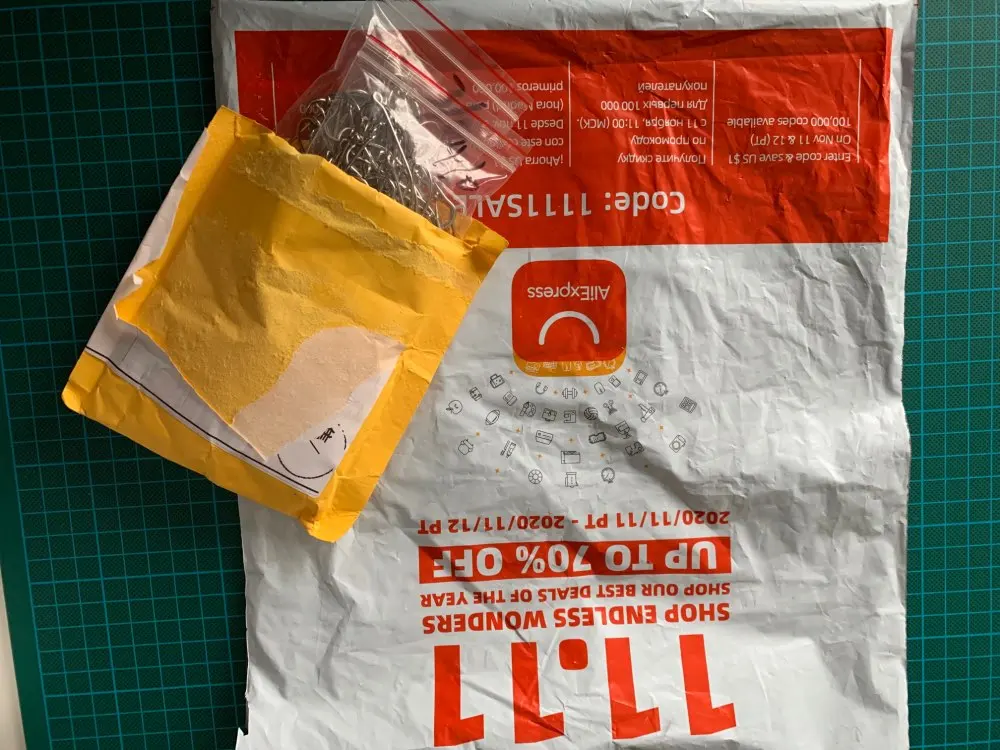 11.11
SHOP ENDLESS WONDERS
SHOP OUR BEST DEALS OF THE YEAR
UP TO 70% OFF
2020/11/11 PT - 2020/11/12 PT
AliExpress
Code: 1111SALE
Enter code & save US $1
On Nov 11 & 12 (PT)
100,000 codes available
Получите скидку
по промокоду
с 11 ноября, 11:00 (МСК).
Для первых 100 000
покупателей
¡Ahora US
con este
Desde 11 nov
(hora Madrid)
primeros